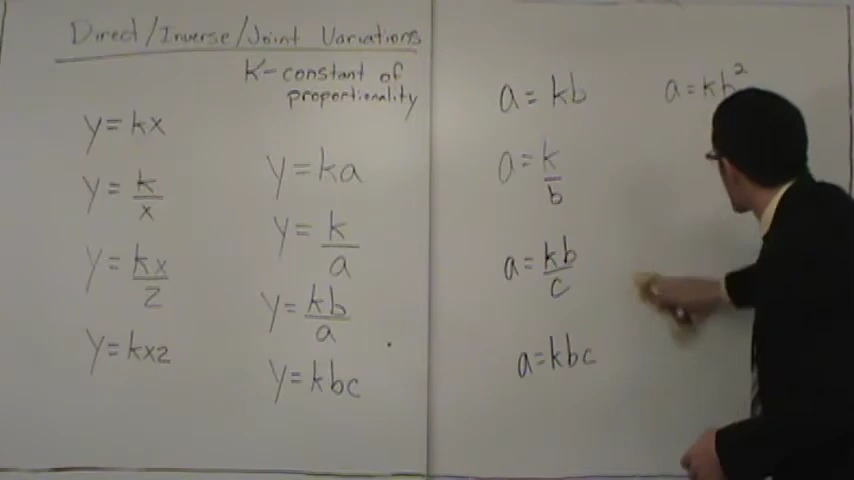 Direct/Inverse/Joint Variations
K-constant of
proportionality
y=kx
y=k/x
y=kx/z
y=kxz
y=ka
y=k/a
y=kb/a
y=kbc
a=kb
a=k/b
a=kb/c
a=kbc
a=kb²